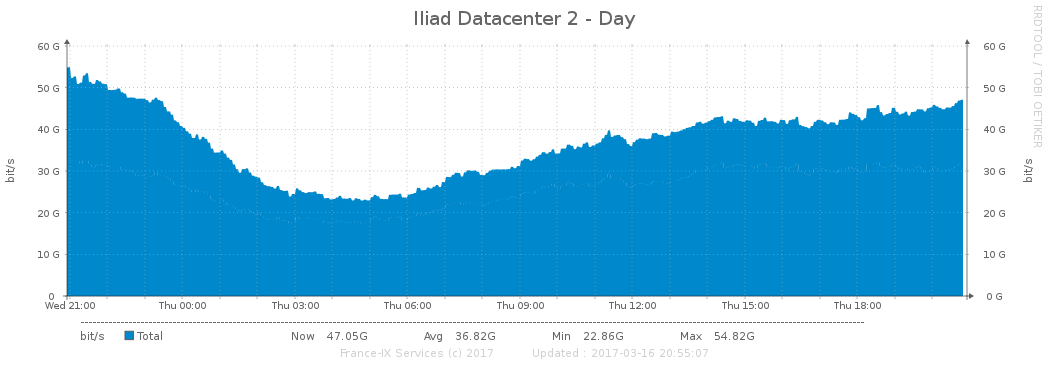 Iliad Datacenter 2 - Day
RRDTOOL / TOBI OETIKER
60 G 60 G
50 G 50 G
40 G 40 G
30 G 30 G
20 G 20 G
10 G 10 G
0 0 G
bit/s bit/s
Wed 21:00 Thu 00:00 Thu 03:00 Thu 06:00 Thu 09:00 Thu 12:00 Thu 15:00 Thu 18:00
bit/s Total Now 47.05G Avg 36.82G Min 22.86G Max 54.82G
France-IX Services (c) 2017 Updated : 2017-03-16 20:55:07